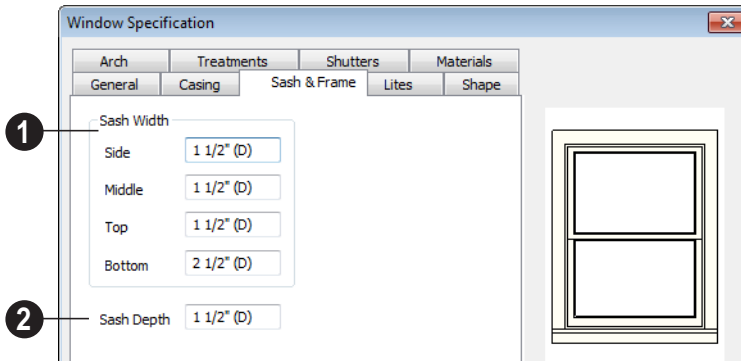 Window Specification
Arch Treatments Shutters Materials
General Casing Sash & Frame Lites Shape
1 Sash Width
Side 1 1/2" (D)
Middle 1 1/2" (D)
Top 1 1/2" (D)
Bottom 2 1/2" (D)
2 Sash Depth 1 1/2" (D)